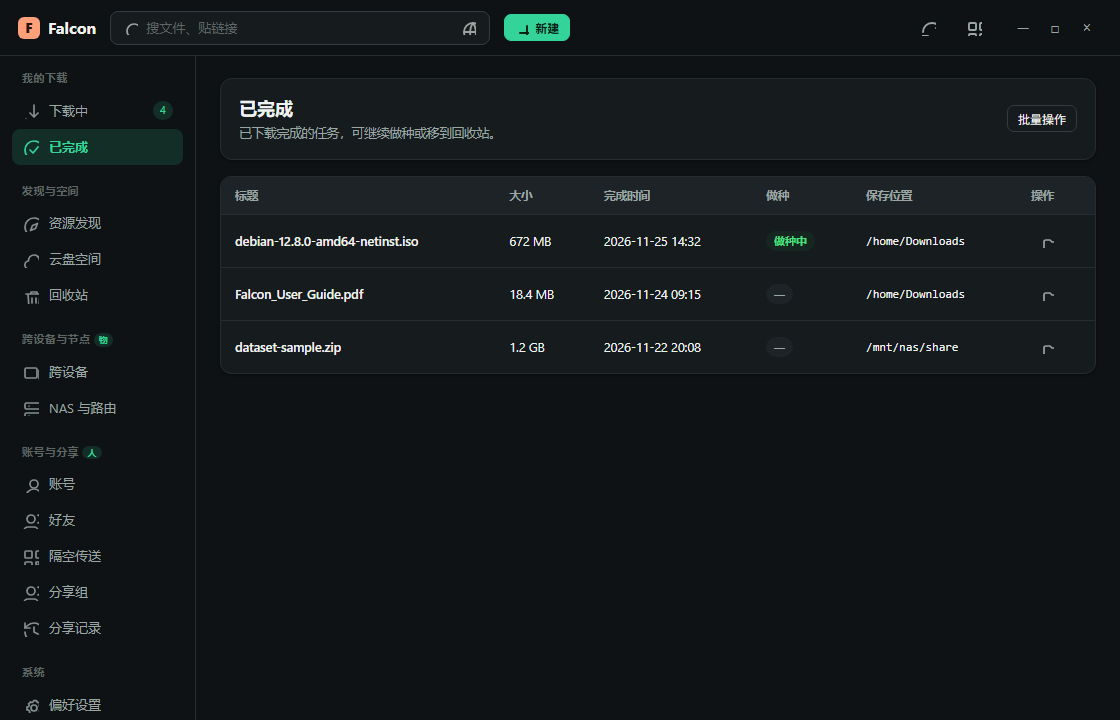 F Falcon
搜文件、贴链接
新建
我的下载
下载中 4
已完成
发现与空间
资源发现
云盘空间
回收站
跨设备与节点 物
跨设备
NAS 与路由
账号与分享 人
账号
好友
隔空传送
分享组
分享记录
系统
偏好设置
已完成
已下载完成的任务，可继续做种或移到回收站。
批量操作
标题 大小 完成时间 做种 保存位置 操作
debian-12.8.0-amd64-netinst.iso 672 MB 2026-11-25 14:32 做种中 /home/Downloads
Falcon_User_Guide.pdf 18.4 MB 2026-11-24 09:15 — /home/Downloads
dataset-sample.zip 1.2 GB 2026-11-22 20:08 — /mnt/nas/share